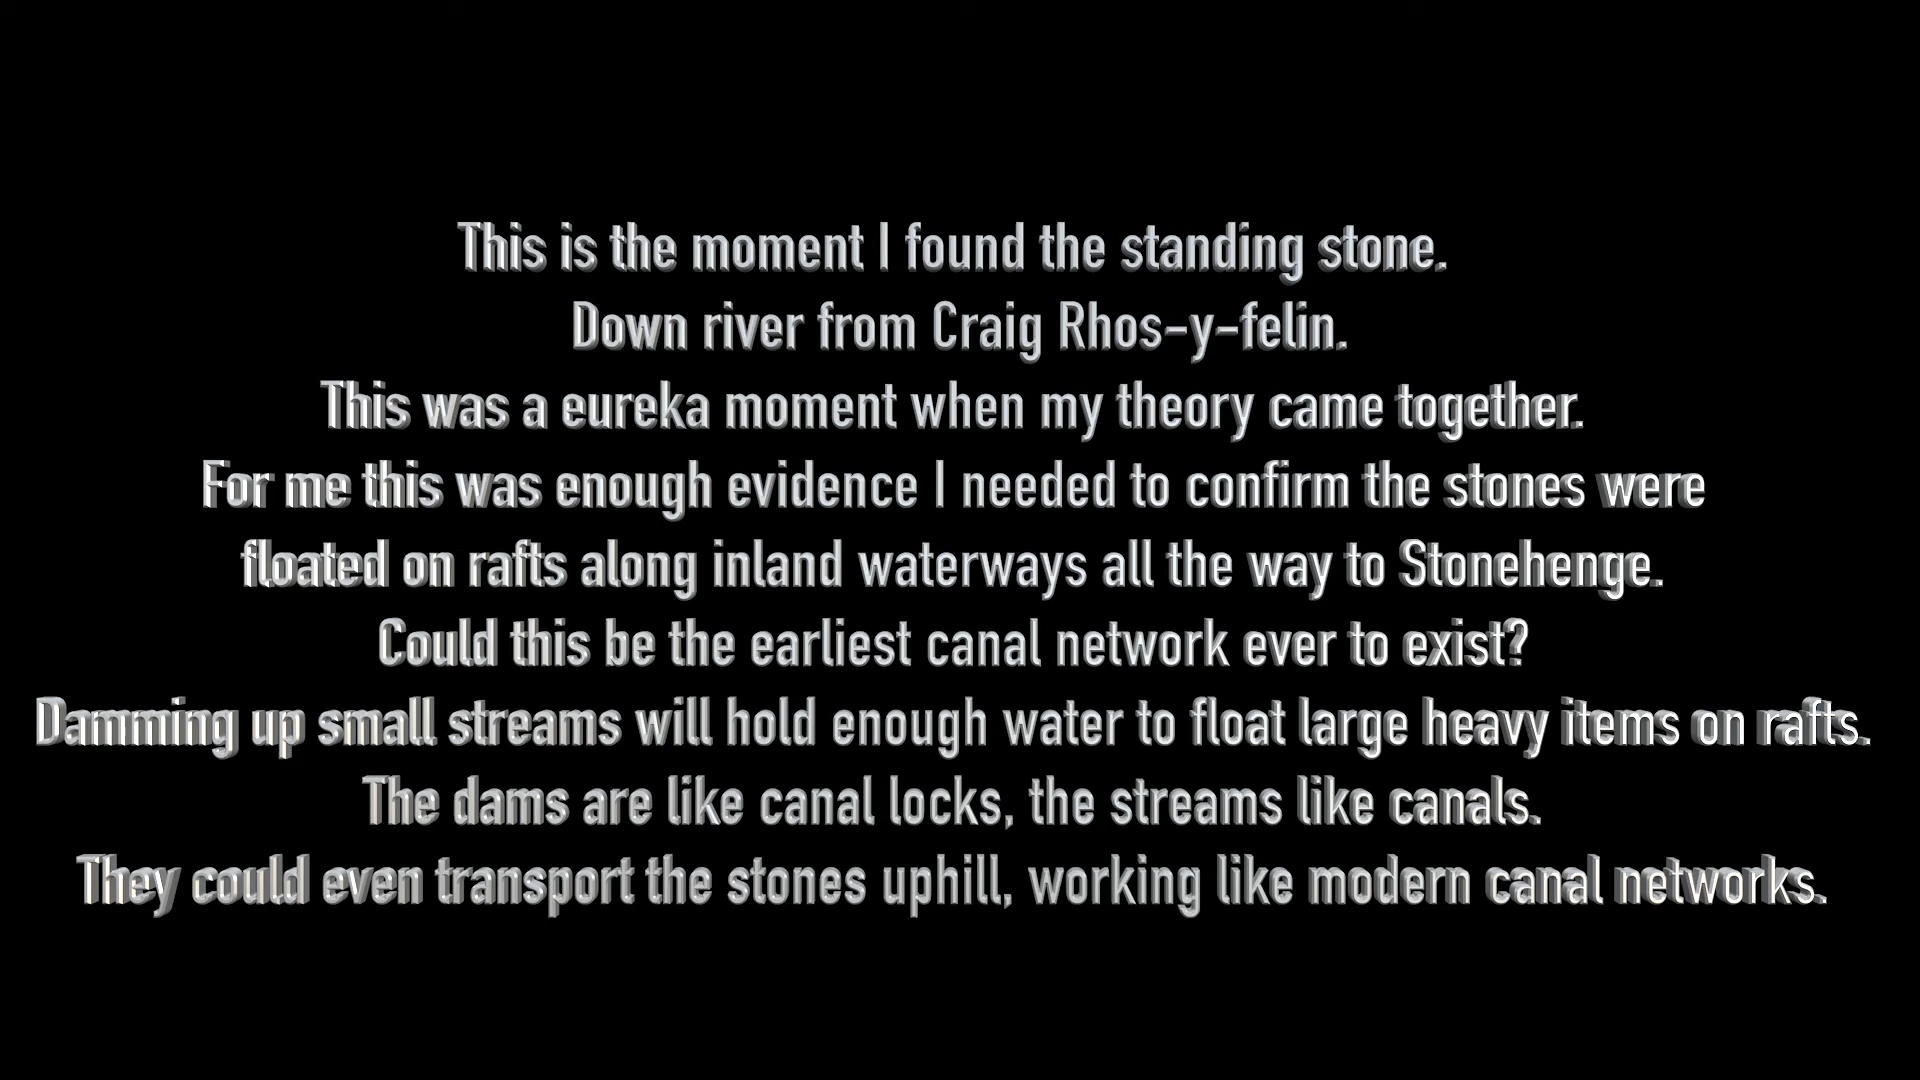 This is the moment I found the standing stone.
Down river from Craig Rhos-y-felin.
This was a eureka moment when my theory came together.
For me this was enough evidence I needed to confirm the stones were
floated on rafts along inland waterways all the way to Stonehenge.
Could this be the earliest canal network ever to exist?
Damming up small streams will hold enough water to float large heavy items on rafts.
The dams are like canal locks, the streams like canals.
They could even transport the stones uphill, working like modern canal networks.